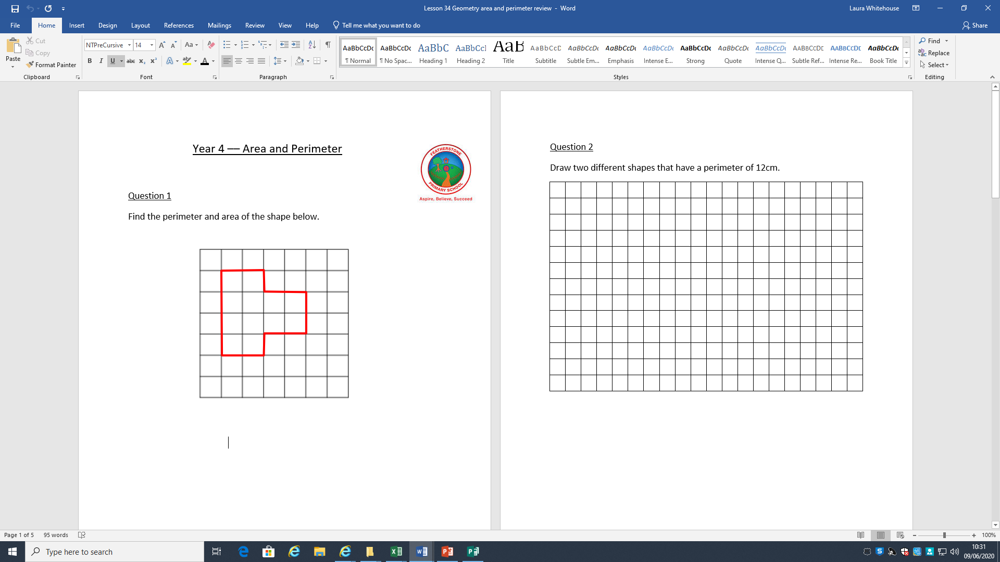 Lesson 34 Geometry area and perimeter review - Word
Laura Whitehouse
File Home Insert Design Layout References Mailings Review View Help Tell me what you want to do
Share
Paste
Cut
Copy
Format Painter
Clipboard
NTPreCursive 14
Font
Paragraph
AaBbCcDc AaBbCcDc AaBbC AaBbCcI AaB AaBbCcD AaBbCcDc AaBbCcDc AaBbCcDc AaBbCcDc AaBbCcDc AaBbCcDc AABBCCDE AABBCCDE AaBbCcDc
¶ Normal ¶ No Spac... Heading 1 Heading 2 Title Subtitle Subtle Em... Emphasis Intense E... Strong Quote Intense Q... Subtle Ref... Intense Re... Book Title
Styles
Find
Replace
Select
Editing
Year 4 — Area and Perimeter
FEATHERSTONE
PRIMARY SCHOOL
Aspire, Believe, Succeed
Question 1
Find the perimeter and area of the shape below.
Question 2
Draw two different shapes that have a perimeter of 12cm.
Page 1 of 5 95 words
100%
Type here to search
10:31
09/06/2020